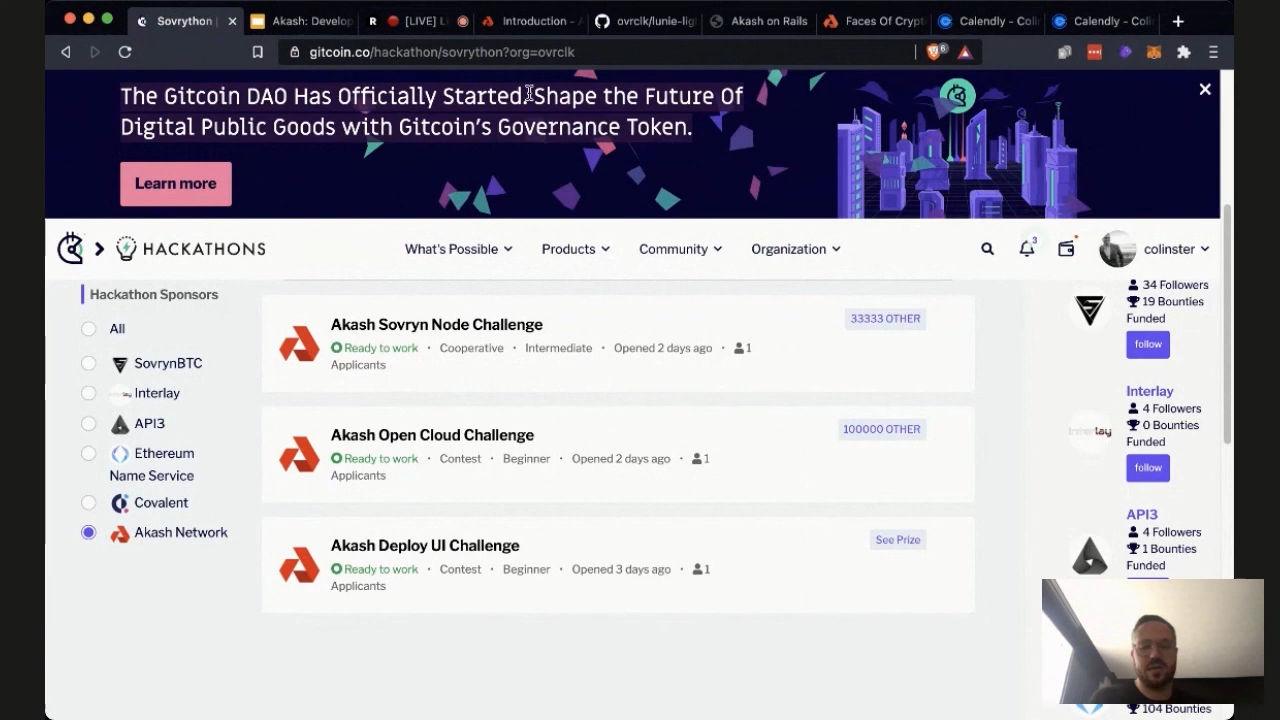 Sovrython |
Akash: Develop
R [LIVE] L
Introduction - A
ovrclk/lunie-lig
Akash on Rails
Faces Of Crypt
Calendly - Coli
Calendly - Coli
gitcoin.co/hackathon/sovrython?org=ovrclk
6
The Gitcoin DAO Has Officially Started. Shape the Future Of
Digital Public Goods with Gitcoin's Governance Token.
Learn more
HACKATHONS
What's Possible
Products
Community
Organization
3
colinster
Hackathon Sponsors
All
SovrynBTC
Interlay
API3
Ethereum
Name Service
Covalent
Akash Network
Akash Sovryn Node Challenge
33333 OTHER
Ready to work · Cooperative · Intermediate · Opened 2 days ago · 1
Applicants
Akash Open Cloud Challenge
100000 OTHER
Ready to work · Contest · Beginner · Opened 2 days ago · 1
Applicants
Akash Deploy UI Challenge
See Prize
Ready to work · Contest · Beginner · Opened 3 days ago · 1
Applicants
34 Followers
19 Bounties
Funded
follow
Interlay
interlay
4 Followers
0 Bounties
Funded
follow
API3
4 Followers
1 Bounties
Funded
104 Bounties